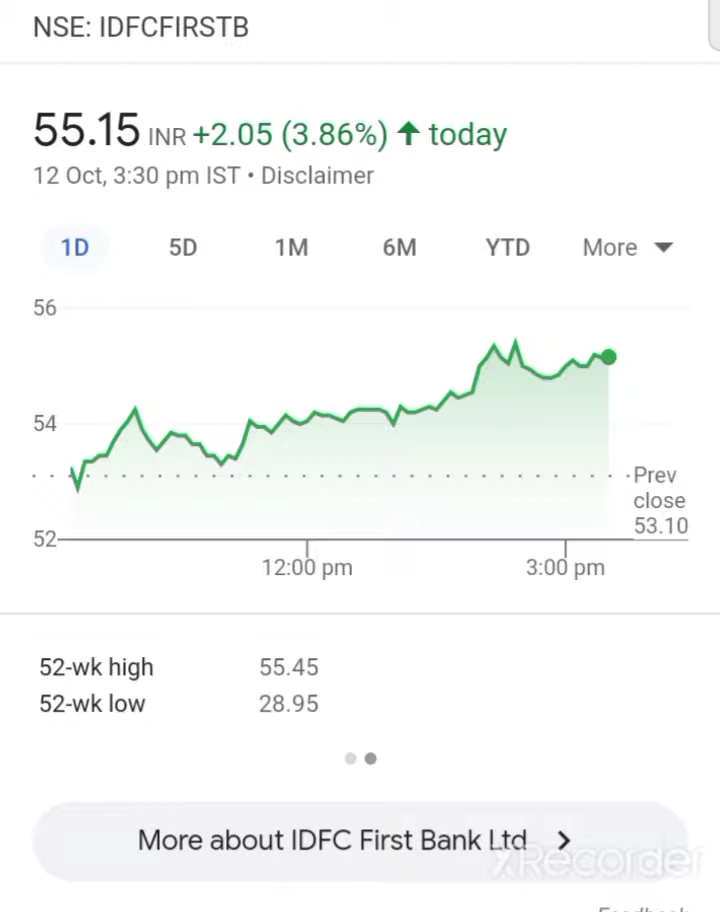 NSE: IDFCFIRSTB
55.15 INR +2.05 (3.86%) ↑ today
12 Oct, 3:30 pm IST • Disclaimer
1D 5D 1M 6M YTD More
56
54
52
Prev
close
53.10
12:00 pm 3:00 pm
52-wk high 55.45
52-wk low 28.95
More about IDFC First Bank Ltd >
XRecorder
Feedback